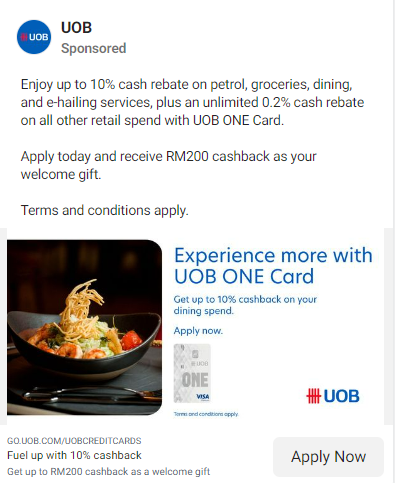 UOB
UOB
Sponsored
Enjoy up to 10% cash rebate on petrol, groceries, dining,
and e-hailing services, plus an unlimited 0.2% cash rebate
on all other retail spend with UOB ONE Card.
Apply today and receive RM200 cashback as your
welcome gift.
Terms and conditions apply.
Experience more with
UOB ONE Card
Get up to 10% cashback on your
dining spend.
Apply now.
ONE
VISA
Terms and conditions apply.
UOB
GO.UOB.COM/UOBCREDITCARDS
Fuel up with 10% cashback
Get up to RM200 cashback as a welcome gift
Apply Now